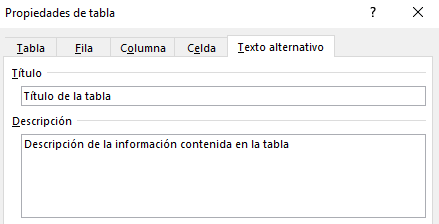 Propiedades de tabla ? ×
Tabla Fila Columna Celda Texto alternativo
Título
Título de la tabla
Descripción
Descripción de la información contenida en la tabla